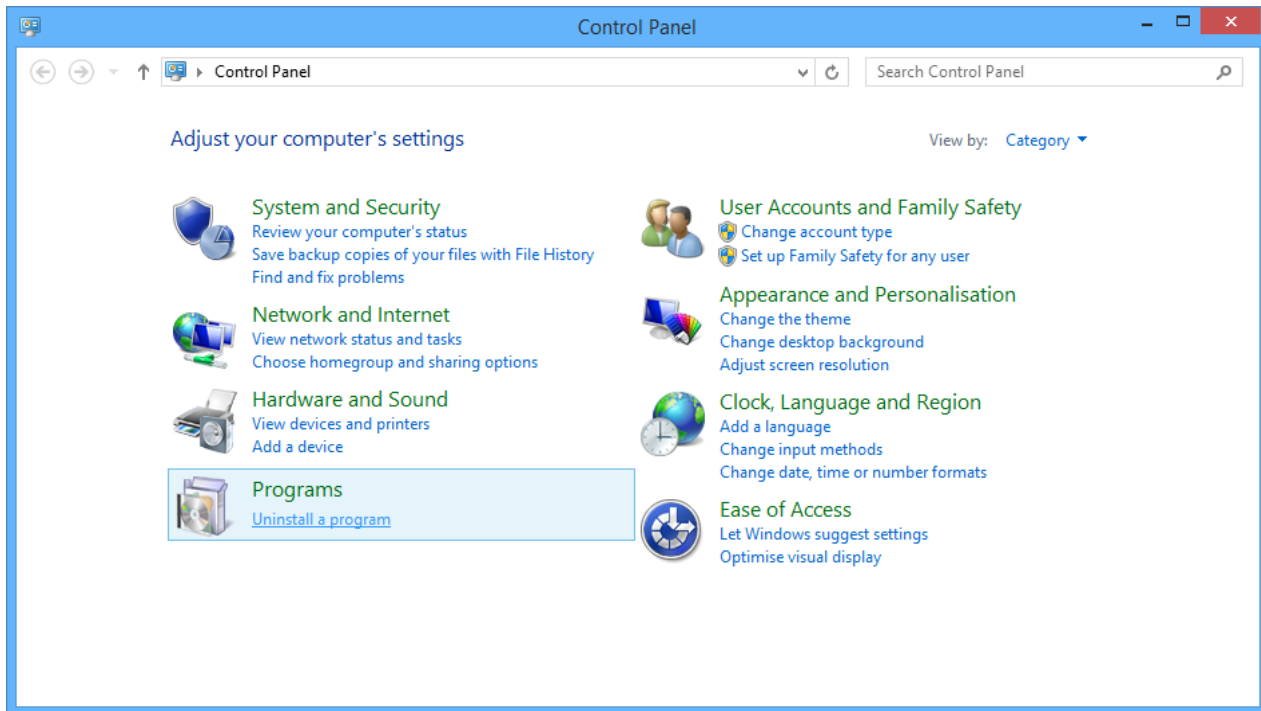 Control Panel
Control Panel
Search Control Panel
Adjust your computer's settings
View by: Category
System and Security
Review your computer's status
Save backup copies of your files with File History
Find and fix problems
Network and Internet
View network status and tasks
Choose homegroup and sharing options
Hardware and Sound
View devices and printers
Add a device
Programs
Uninstall a program
User Accounts and Family Safety
Change account type
Set up Family Safety for any user
Appearance and Personalisation
Change the theme
Change desktop background
Adjust screen resolution
Clock, Language and Region
Add a language
Change input methods
Change date, time or number formats
Ease of Access
Let Windows suggest settings
Optimise visual display